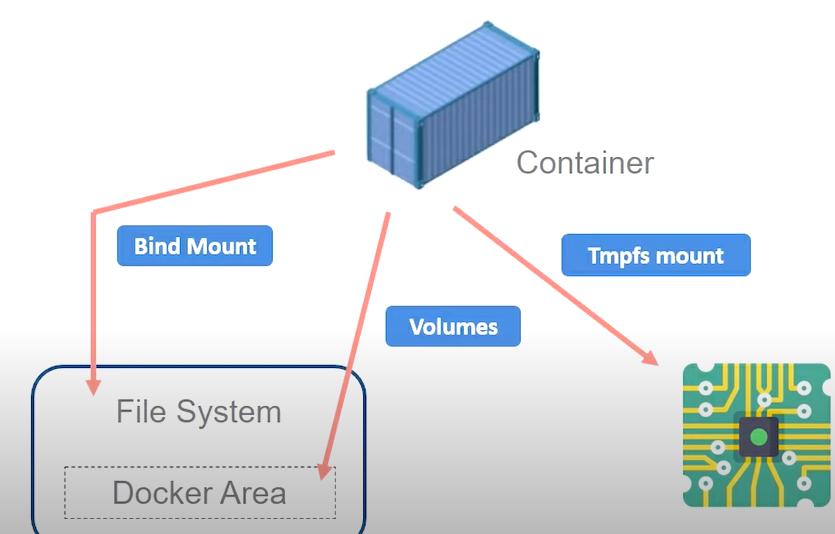 Container
Bind Mount
Tmpfs mount
Volumes
File System
Docker Area